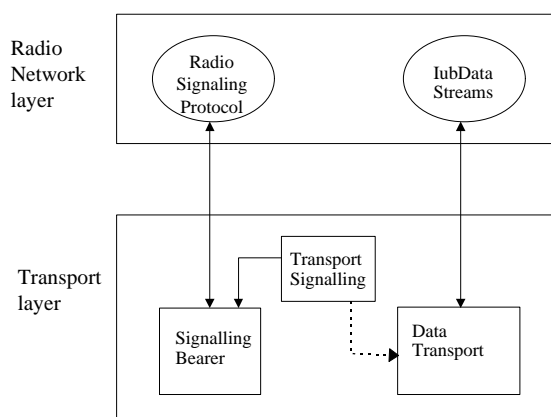 Radio
Network
layer
Radio
Signaling
Protocol
IubData
Streams
Transport
layer
Transport
Signalling
Signalling
Bearer
Data
Transport